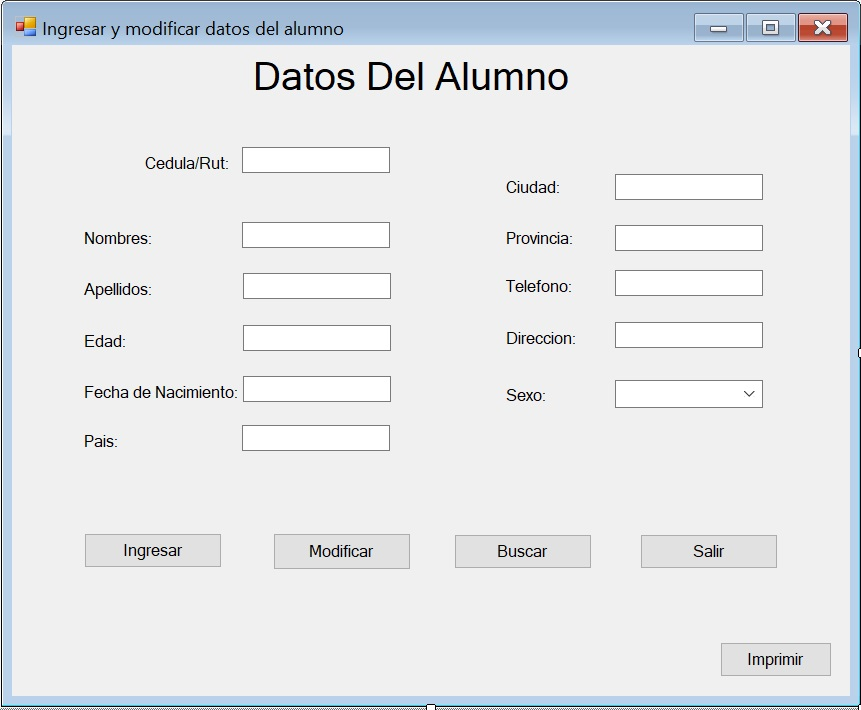 Ingresar y modificar datos del alumno
Datos Del Alumno
Cedula/Rut:
Nombres:
Apellidos:
Edad:
Fecha de Nacimiento:
Pais:
Ciudad:
Provincia:
Telefono:
Direccion:
Sexo:
Ingresar
Modificar
Buscar
Salir
Imprimir